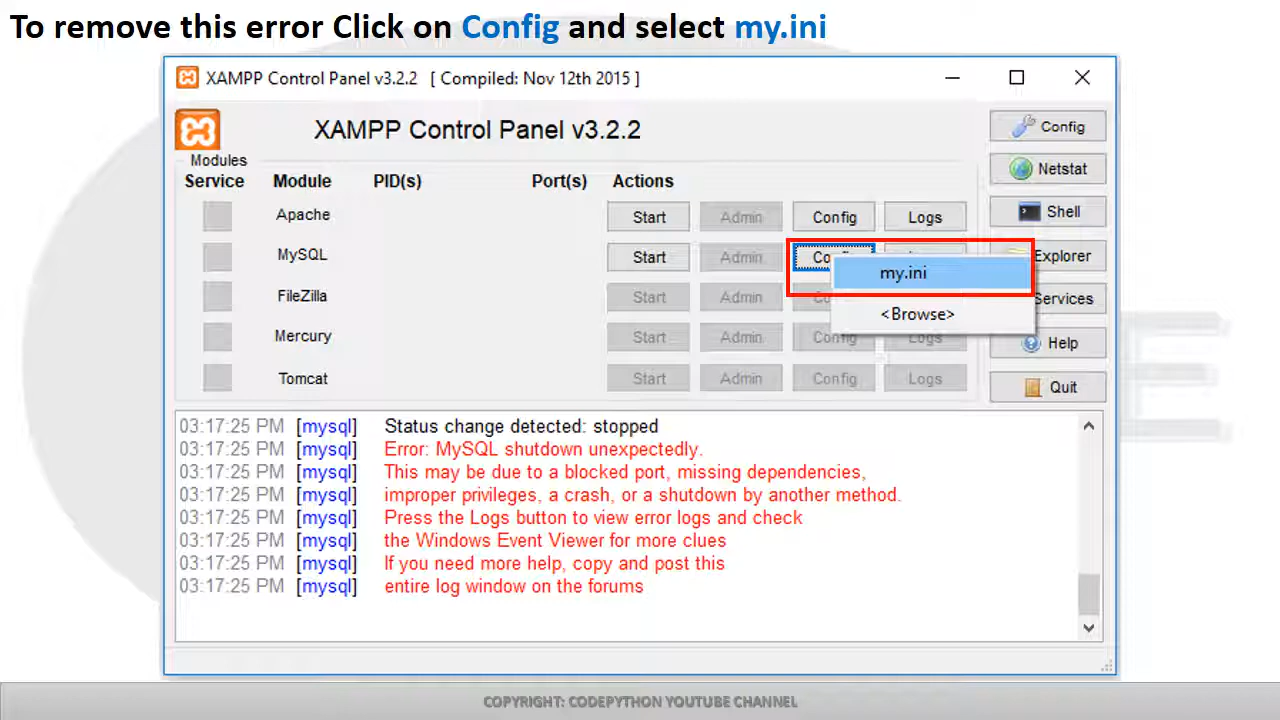 To remove this error Click on Config and select my.ini
XAMPP Control Panel v3.2.2 [ Compiled: Nov 12th 2015 ]
XAMPP Control Panel v3.2.2
Config
Modules
Service Module PID(s) Port(s) Actions
Netstat
Apache Start Admin Config Logs
Shell
MySQL Start Admin
Explorer
my.ini
FileZilla Start Admin
Services
<Browse>
Mercury Start Admin Config Logs
Help
Tomcat Start Admin Config Logs
Quit
03:17:25 PM [mysql] Status change detected: stopped
03:17:25 PM [mysql] Error: MySQL shutdown unexpectedly.
03:17:25 PM [mysql] This may be due to a blocked port, missing dependencies,
03:17:25 PM [mysql] improper privileges, a crash, or a shutdown by another method.
03:17:25 PM [mysql] Press the Logs button to view error logs and check
03:17:25 PM [mysql] the Windows Event Viewer for more clues
03:17:25 PM [mysql] If you need more help, copy and post this
03:17:25 PM [mysql] entire log window on the forums
COPYRIGHT: CODEPYTHON YOUTUBE CHANNEL